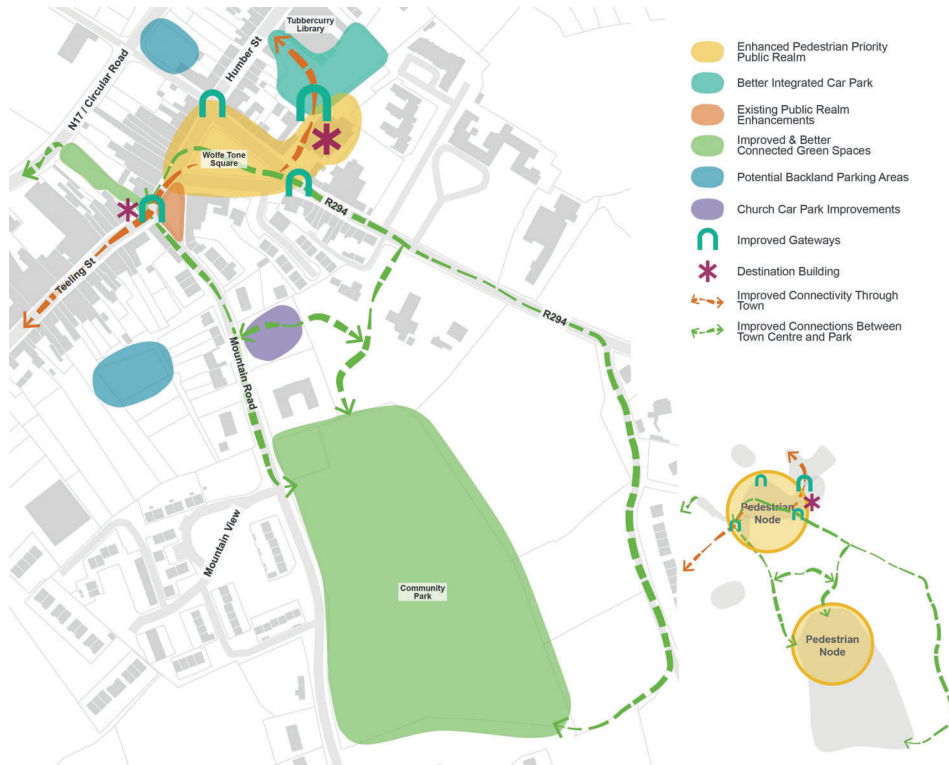 Tubbercurry
Library
Humber St
N17 / Circular Road
Wolfe Tone
Square
R294
Teeling St
R294
Mountain Road
Mountain View
Community
Park
Enhanced Pedestrian Priority
Public Realm
Better Integrated Car Park
Existing Public Realm
Enhancements
Improved & Better
Connected Green Spaces
Potential Backland Parking Areas
Church Car Park Improvements
Improved Gateways
Destination Building
Improved Connectivity Through
Town
Improved Connections Between
Town Centre and Park
Pedestrian
Node
Pedestrian
Node